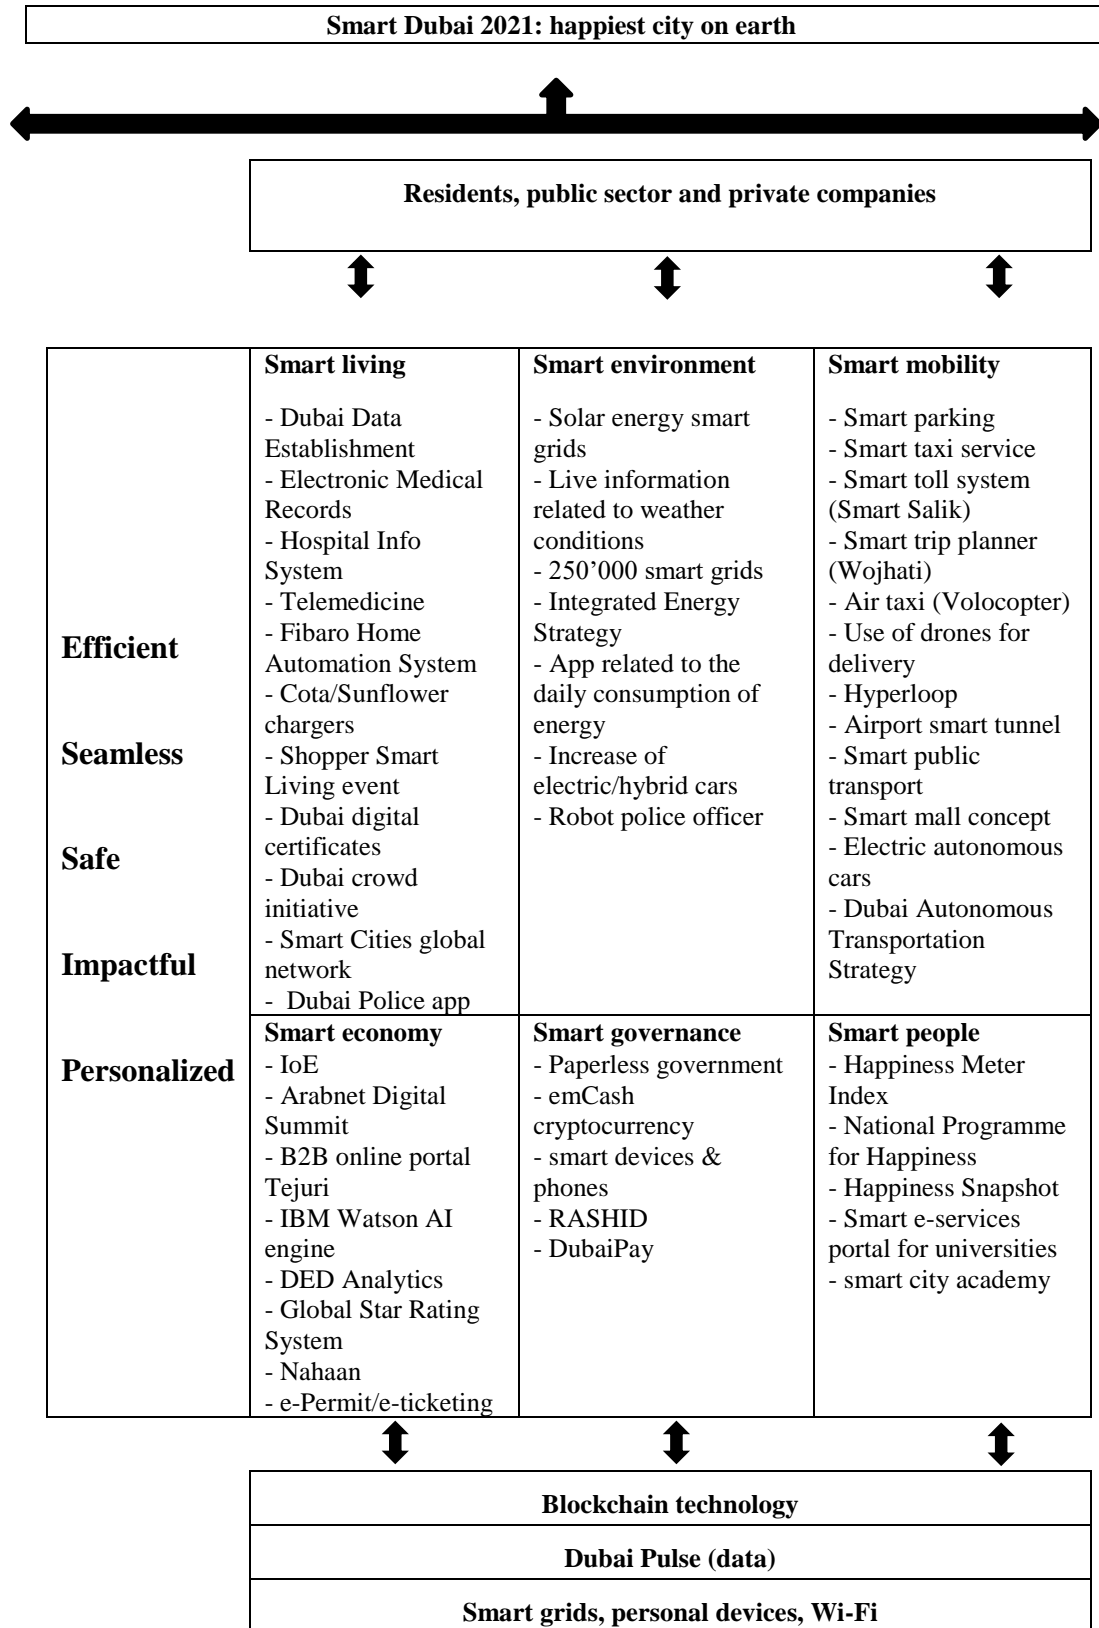 Smart Dubai 2021: happiest city on earth
Residents, public sector and private companies
Efficient
Seamless
Safe
Impactful
Personalized
Smart living
- Dubai Data
Establishment
- Electronic Medical
Records
- Hospital Info
System
- Telemedicine
- Fibaro Home
Automation System
- Cota/Sunflower
chargers
- Shopper Smart
Living event
- Dubai digital
certificates
- Dubai crowd
initiative
- Smart Cities global
network
- Dubai Police app
Smart environment
- Solar energy smart
grids
- Live information
related to weather
conditions
- 250’000 smart grids
- Integrated Energy
Strategy
- App related to the
daily consumption of
energy
- Increase of
electric/hybrid cars
- Robot police officer
Smart mobility
- Smart parking
- Smart taxi service
- Smart toll system
(Smart Salik)
- Smart trip planner
(Wojhati)
- Air taxi (Volocopter)
- Use of drones for
delivery
- Hyperloop
- Airport smart tunnel
- Smart public
transport
- Smart mall concept
- Electric autonomous
cars
- Dubai Autonomous
Transportation
Strategy
Smart economy
- IoE
- Arabnet Digital
Summit
- B2B online portal
Tejuri
- IBM Watson AI
engine
- DED Analytics
- Global Star Rating
System
- Nahaan
- e-Permit/e-ticketing
Smart governance
- Paperless government
- emCash
cryptocurrency
- smart devices &
phones
- RASHID
- DubaiPay
Smart people
- Happiness Meter
Index
- National Programme
for Happiness
- Happiness Snapshot
- Smart e-services
portal for universities
- smart city academy
Blockchain technology
Dubai Pulse (data)
Smart grids, personal devices, Wi-Fi